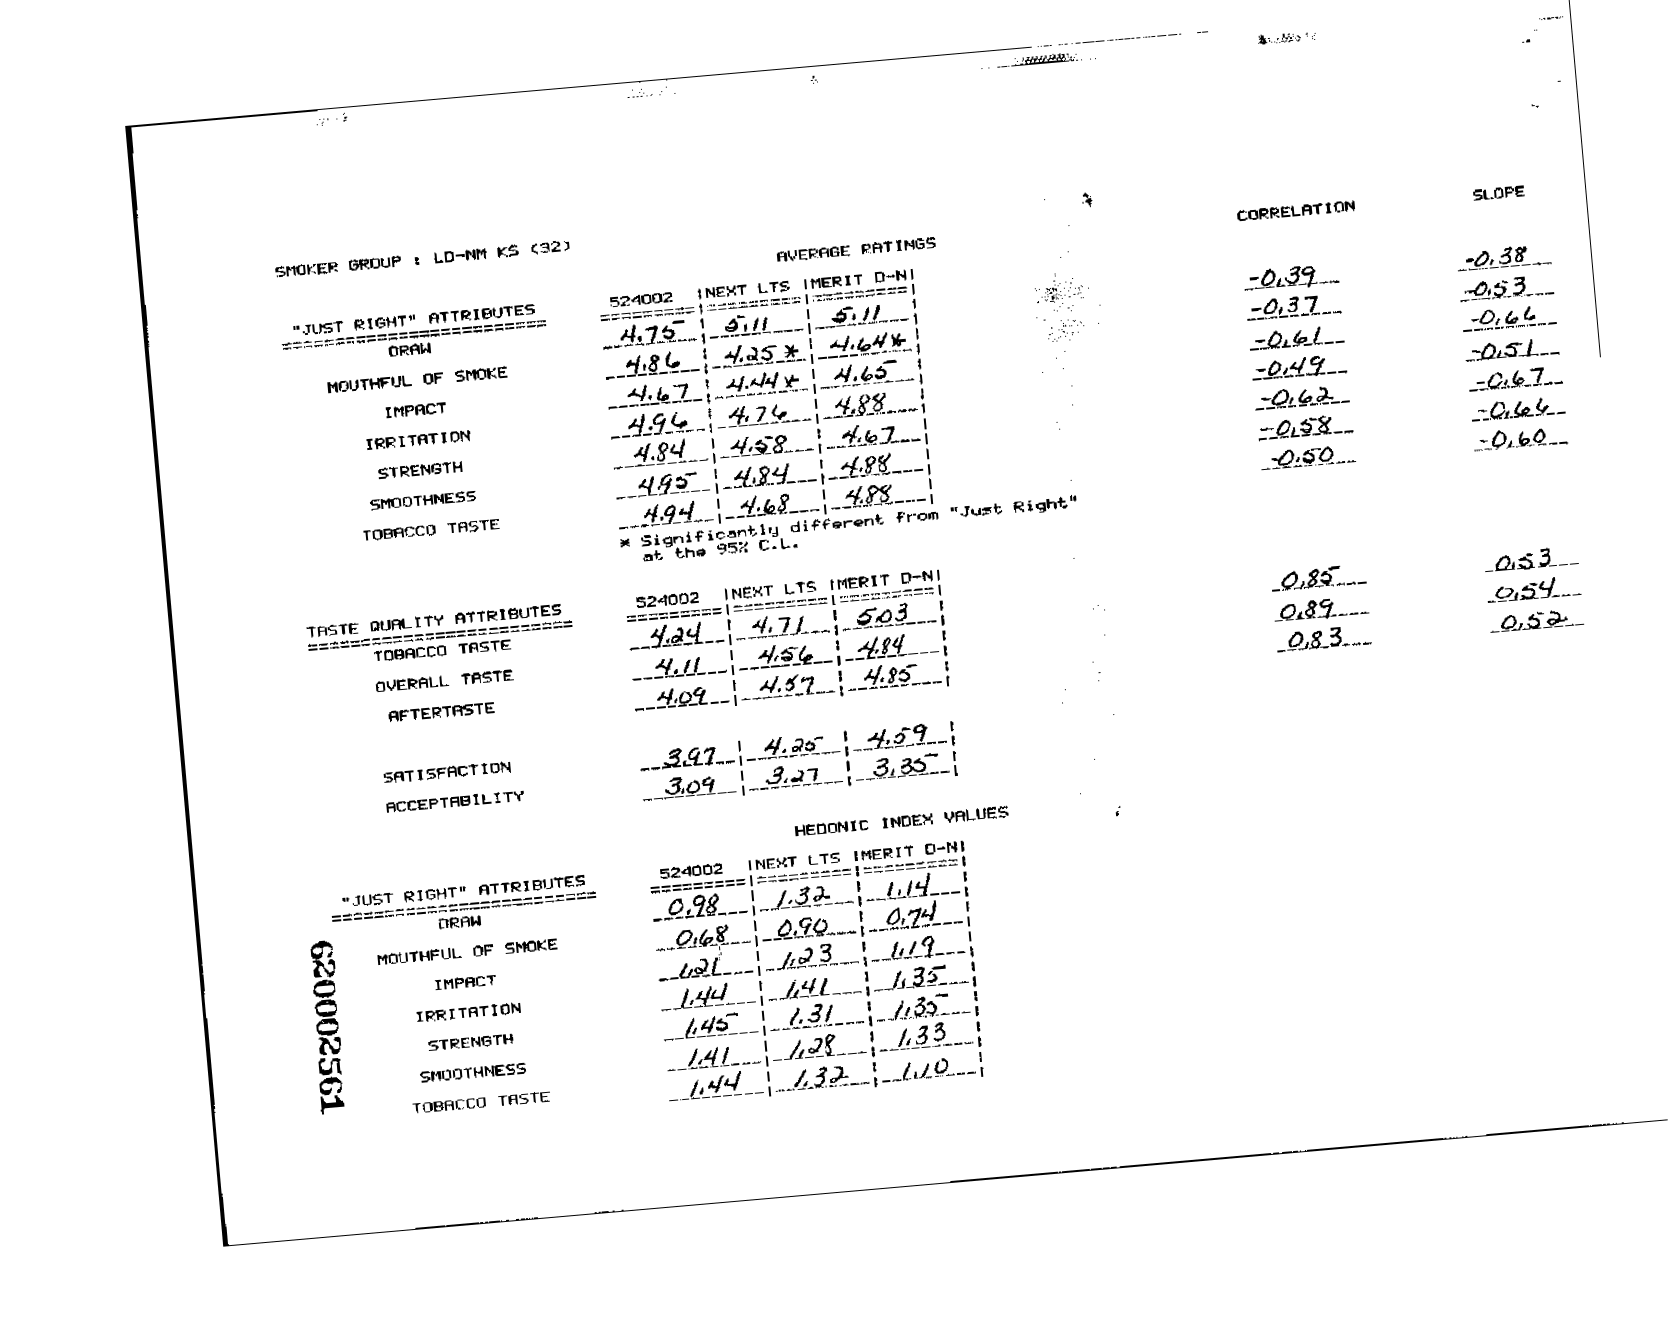 CORRELATION SLOPE
SMOKER GROUP : LD-NM KS (32)
AVERAGE RATINGS
"JUST RIGHT" ATTRIBUTES 524002 |NEXT LTS |MERIT D-N|
DRAW 4.75 5.11 5.11 -0.39 -0.38
MOUTHFUL OF SMOKE 4.86 4.25 * 4.64 * -0.37 -0.53
IMPACT 4.67 4.44 * 4.65 -0.61 -0.66
IRRITATION 4.96 4.76 4.88 -0.49 -0.51
STRENGTH 4.84 4.58 4.67 -0.62 -0.67
SMOOTHNESS 4.95 4.84 4.88 -0.58 -0.66
TOBACCO TASTE 4.94 4.68 4.88 -0.50 -0.60
* Significantly different from "Just Right"
at the 95% C.L.
TASTE QUALITY ATTRIBUTES 524002 |NEXT LTS |MERIT D-N|
TOBACCO TASTE 4.24 4.71 5.03 0.85 0.53
OVERALL TASTE 4.11 4.56 4.84 0.89 0.54
AFTERTASTE 4.09 4.57 4.85 0.83 0.52
SATISFACTION 3.97 4.25 4.59
ACCEPTABILITY 3.09 3.27 3.35
HEDONIC INDEX VALUES
"JUST RIGHT" ATTRIBUTES 524002 |NEXT LTS |MERIT D-N|
DRAW 0.98 1.32 1.14
MOUTHFUL OF SMOKE 0.68 0.90 0.74
IMPACT 1.21 1.23 1.19
IRRITATION 1.44 1.41 1.35
STRENGTH 1.45 1.31 1.35
SMOOTHNESS 1.41 1.28 1.33
TOBACCO TASTE 1.44 1.32 1.10
620002561